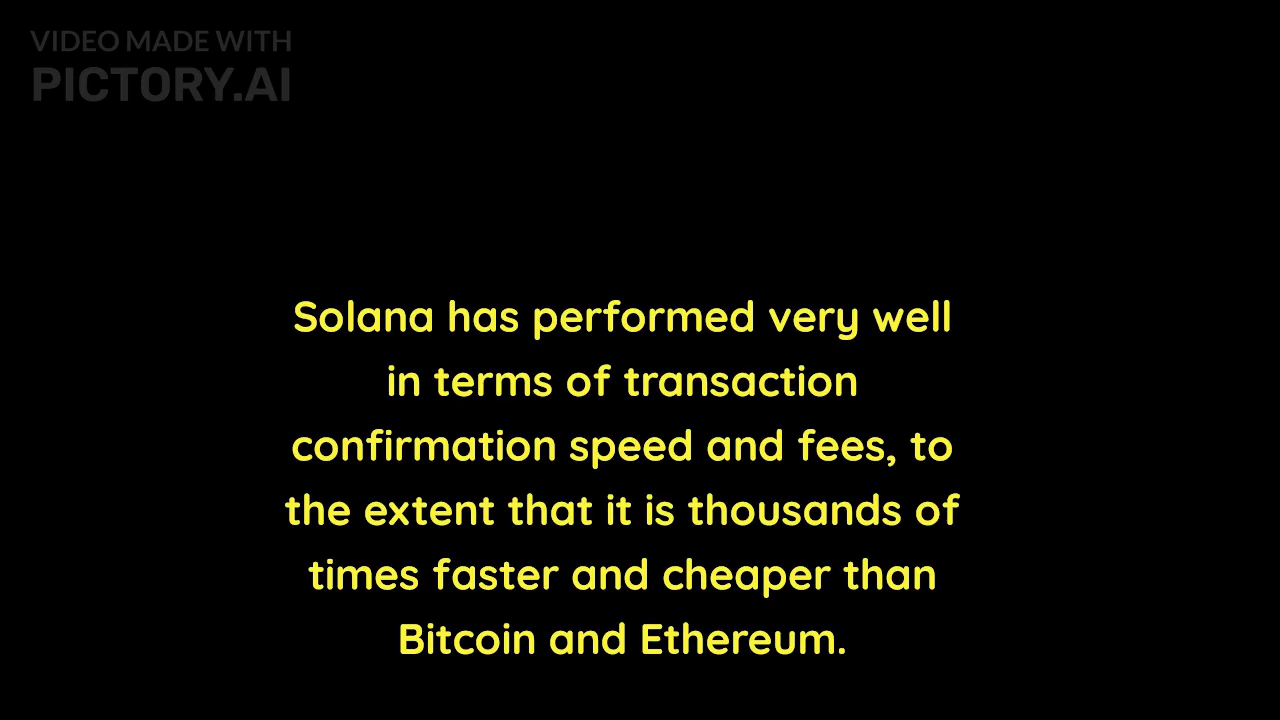 VIDEO MADE WITH
PICTORY.AI
Solana has performed very well
in terms of transaction
confirmation speed and fees, to
the extent that it is thousands of
times faster and cheaper than
Bitcoin and Ethereum.